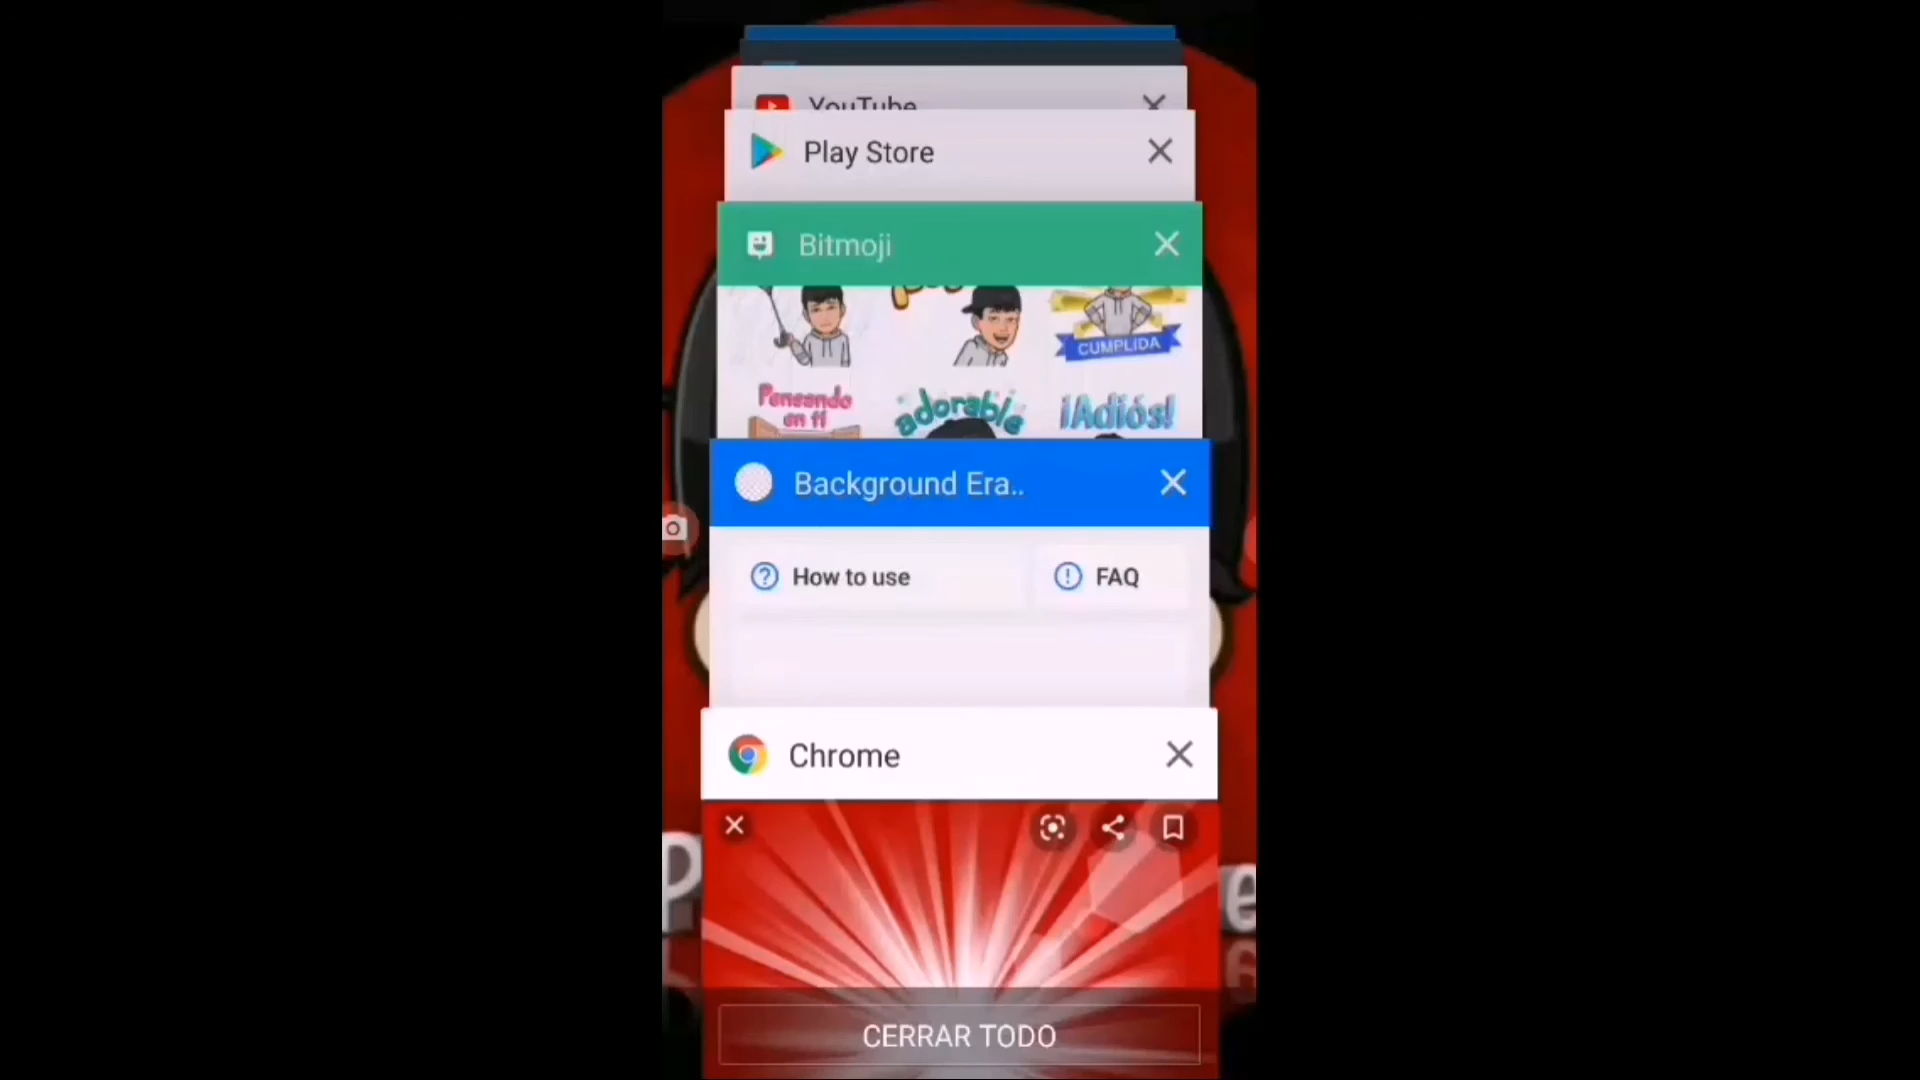 YouTube
Play Store
Bitmoji
CUMPLIDA
Pensando
en ti
adorable
¡Adiós!
Background Era..
How to use
FAQ
Chrome
P
e
CERRAR TODO